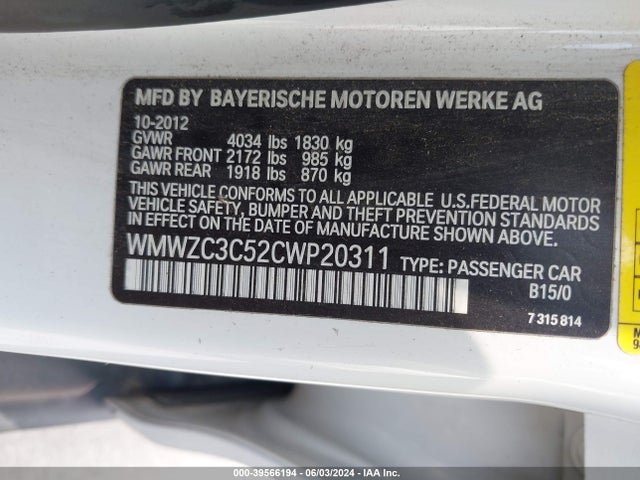 MFD BY BAYERISCHE MOTOREN WERKE AG
10-2012
GVWR 4034 lbs 1830 kg
GAWR FRONT 2172 lbs 985 kg
GAWR REAR 1918 lbs 870 kg
THIS VEHICLE CONFORMS TO ALL APPLICABLE U.S.FEDERAL MOTOR
VEHICLE SAFETY, BUMPER AND THEFT PREVENTION STANDARDS
IN EFFECT ON THE DATE OF MANUFACTURE SHOWN ABOVE.
WMWZC3C52CWP20311 TYPE: PASSENGER CAR
B15/0
7 315 814
000-39566194 - 06/03/2024 - IAA Inc.